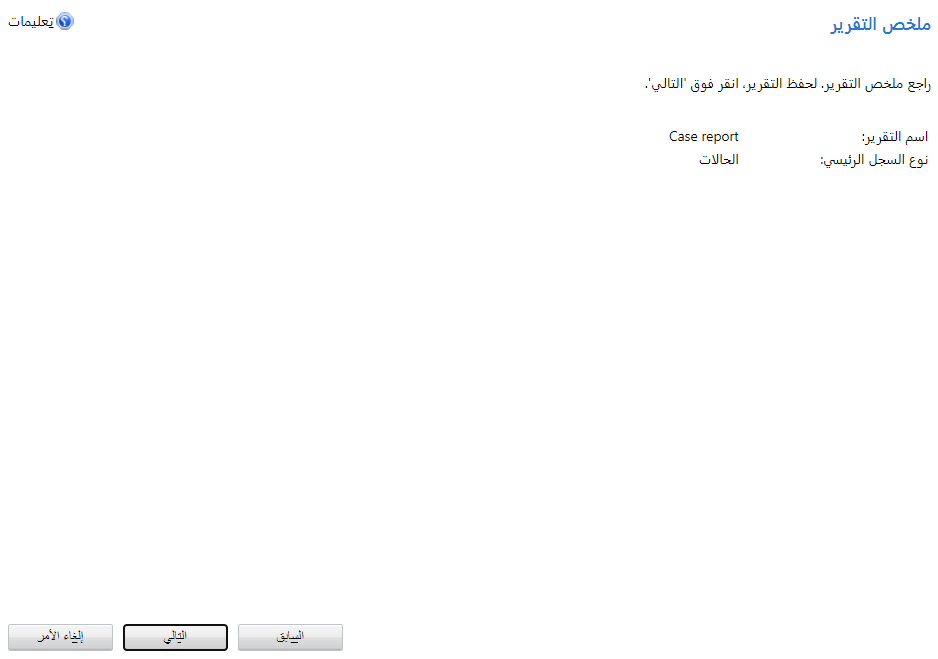 ملخص التقرير
تعليمات
راجع ملخص التقرير. لحفظ التقرير، انقر فوق 'التالي'.
اسم التقرير: Case report
نوع السجل الرئيسي: الحالات
السابق
التالي
إلغاء الأمر